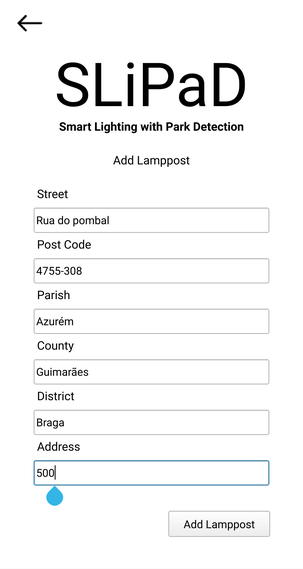 SLiPaD
Smart Lighting with Park Detection
Add Lamppost
Street
Rua do pombal
Post Code
4755-308
Parish
Azurém
County
Guimarães
District
Braga
Address
500
Add Lamppost